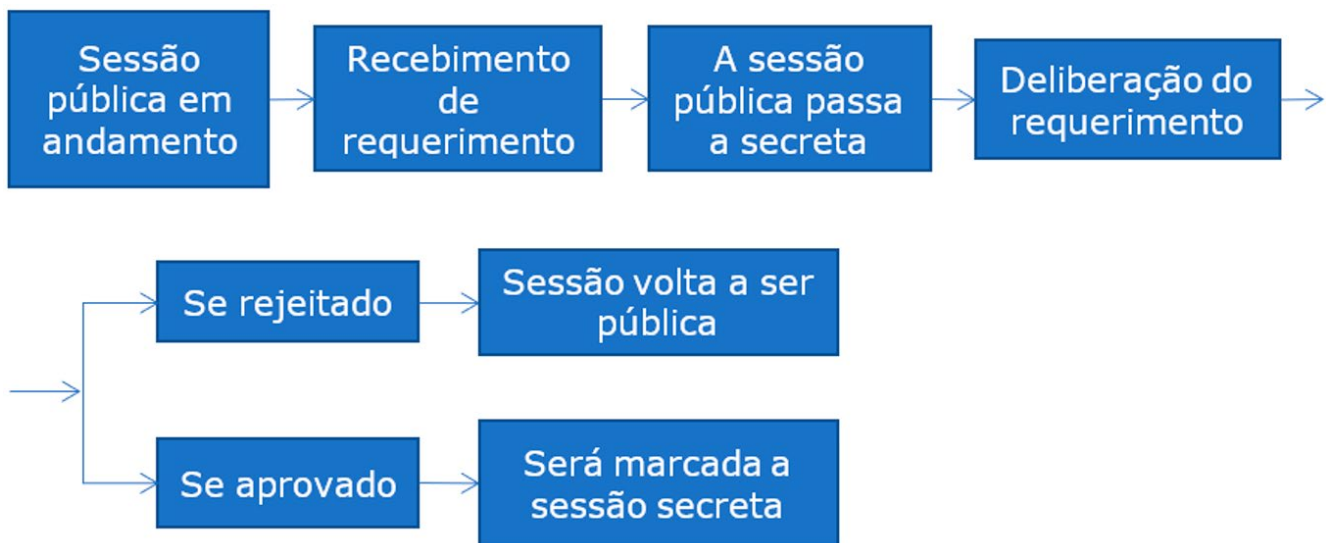 Sessão
pública em
andamento
Recebimento
de
requerimento
A sessão
pública passa
a secreta
Deliberação do
requerimento
Se rejeitado
Sessão volta a ser
pública
Se aprovado
Será marcada a
sessão secreta